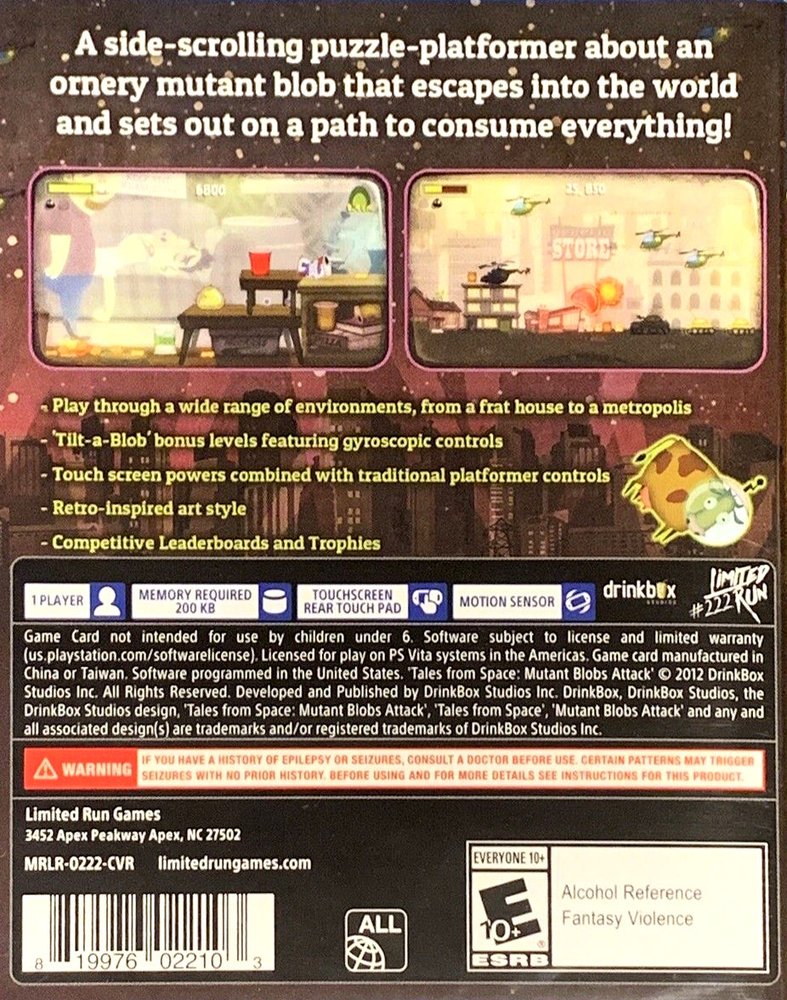 A side-scrolling puzzle-platformer about an
ornery mutant blob that escapes into the world
and sets out on a path to consume everything!
6800
25,850
STORE
- Play through a wide range of environments, from a frat house to a metropolis
- 'Tilt-a-Blob' bonus levels featuring gyroscopic controls
- Touch screen powers combined with traditional platformer controls
- Retro-inspired art style
- Competitive Leaderboards and Trophies
1 PLAYER
MEMORY REQUIRED
200 KB
TOUCHSCREEN
REAR TOUCH PAD
MOTION SENSOR
drinkbox
STUDIOS
LIMITED
RUN
#222
Game Card not intended for use by children under 6. Software subject to license and limited warranty
(us.playstation.com/softwarelicense). Licensed for play on PS Vita systems in the Americas. Game card manufactured in
China or Taiwan. Software programmed in the United States. 'Tales from Space: Mutant Blobs Attack' © 2012 DrinkBox
Studios Inc. All Rights Reserved. Developed and Published by DrinkBox Studios Inc. DrinkBox, DrinkBox Studios, the
DrinkBox Studios design, 'Tales from Space: Mutant Blobs Attack', 'Tales from Space', 'Mutant Blobs Attack' and any and
all associated design(s) are trademarks and/or registered trademarks of DrinkBox Studios Inc.
WARNING
IF YOU HAVE A HISTORY OF EPILEPSY OR SEIZURES, CONSULT A DOCTOR BEFORE USE. CERTAIN PATTERNS MAY TRIGGER
SEIZURES WITH NO PRIOR HISTORY. BEFORE USING AND FOR MORE DETAILS SEE INSTRUCTIONS FOR THIS PRODUCT.
Limited Run Games
3452 Apex Peakway Apex, NC 27502
MRLR-0222-CVR limitedrungames.com
8 19976 02210 3
ALL
EVERYONE 10+
E
10+
®
ESRB
Alcohol Reference
Fantasy Violence